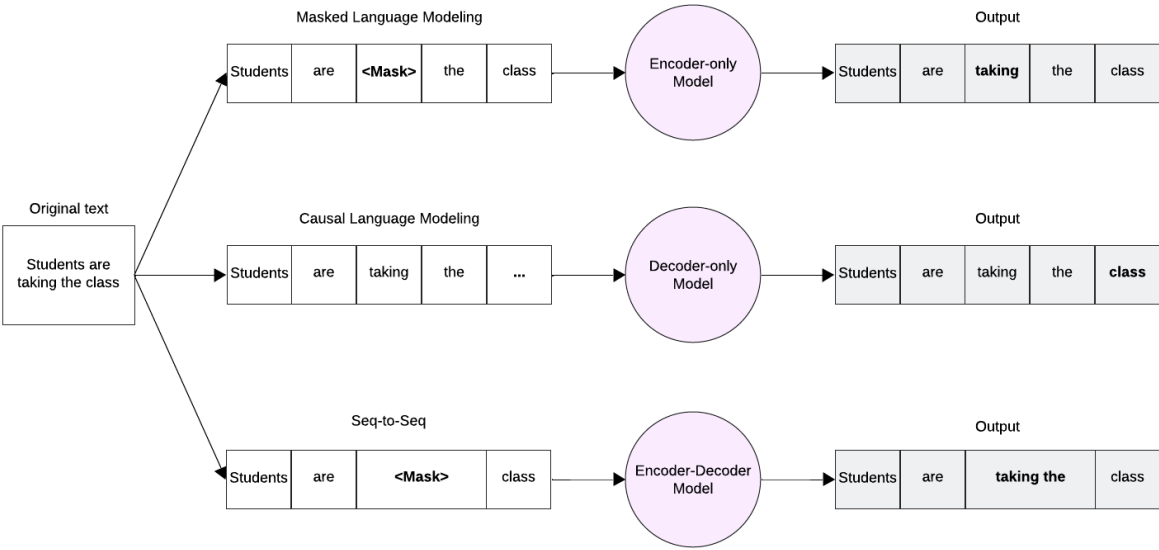 Masked Language Modeling
Output
Students are <Mask> the class
Encoder-only
Model
Students are taking the class
Original text
Students are
taking the class
Causal Language Modeling
Output
Students are taking the ...
Decoder-only
Model
Students are taking the class
Seq-to-Seq
Output
Students are <Mask> class
Encoder-Decoder
Model
Students are taking the class